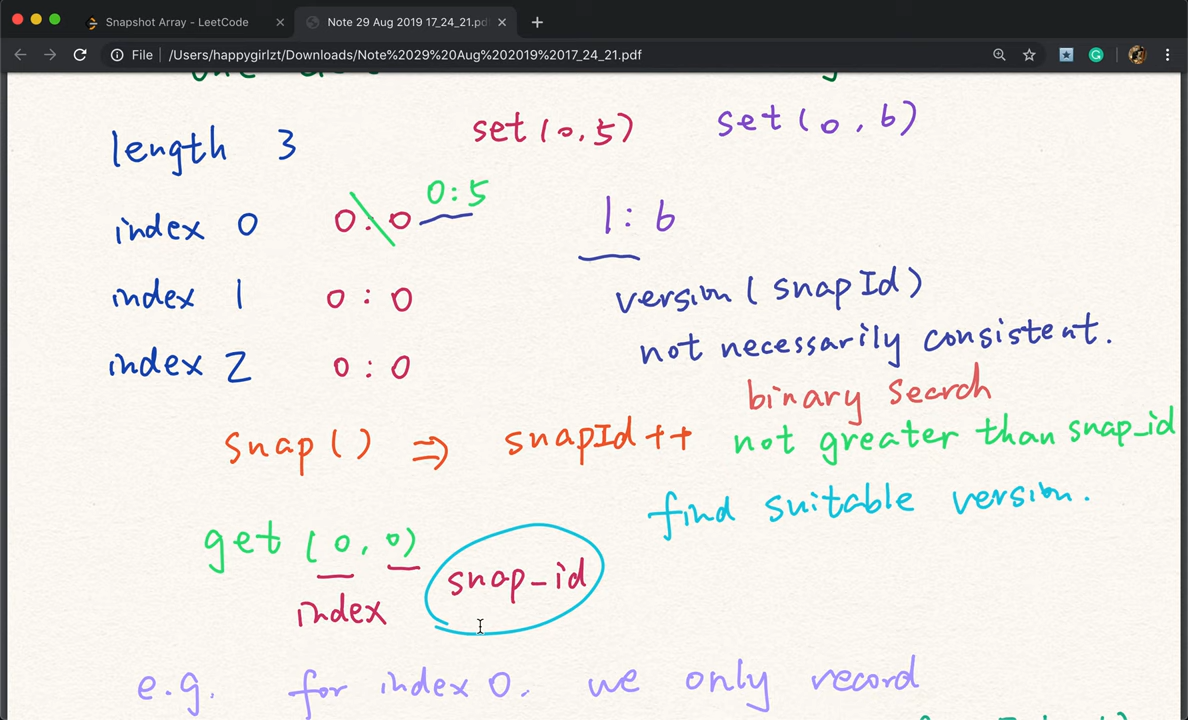 Snapshot Array - LeetCode
Note 29 Aug 2019 17_24_21.pd
File | /Users/happygirlzt/Downloads/Note%2029%20Aug%202019%2017_24_21.pdf
length 3 set(0,5) set(0,6)
index 0 0:0 0:5 1:6
index 1 0:0 version(snapId)
not necessarily consistent.
index 2 0:0
binary search
snap() ⇒ snapId++ not greater than snap_id
find suitable version.
get(0,0)
index snap-id
e.g. for index 0. we only record